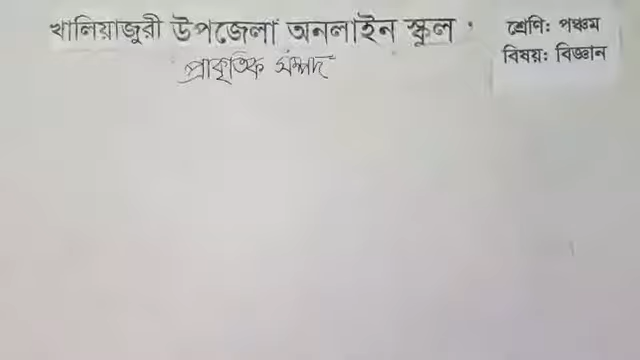 খালিয়াজুরী উপজেলা অনলাইন স্কুল
শ্রেণি: পঞ্চম
বিষয়: বিজ্ঞান
প্রাকৃতিক সম্পদ